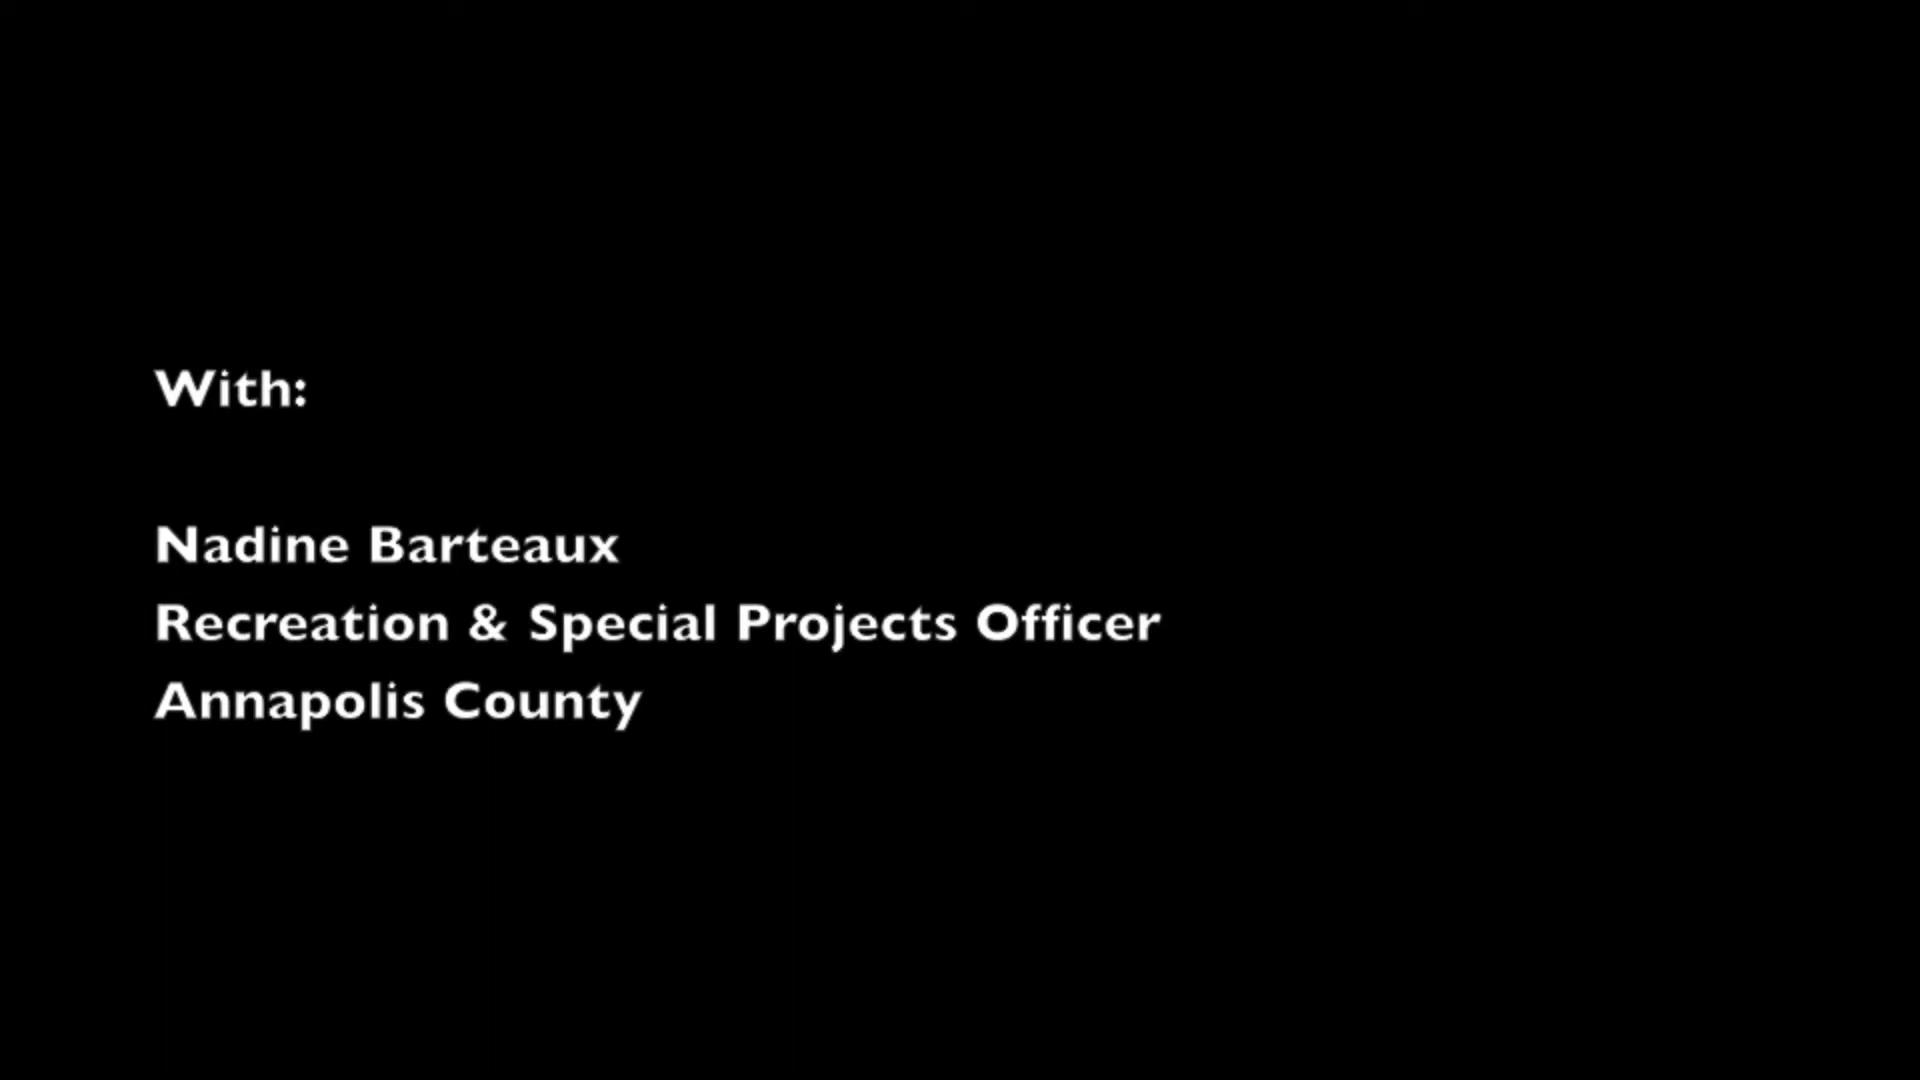 With:
Nadine Barteaux
Recreation & Special Projects Officer
Annapolis County